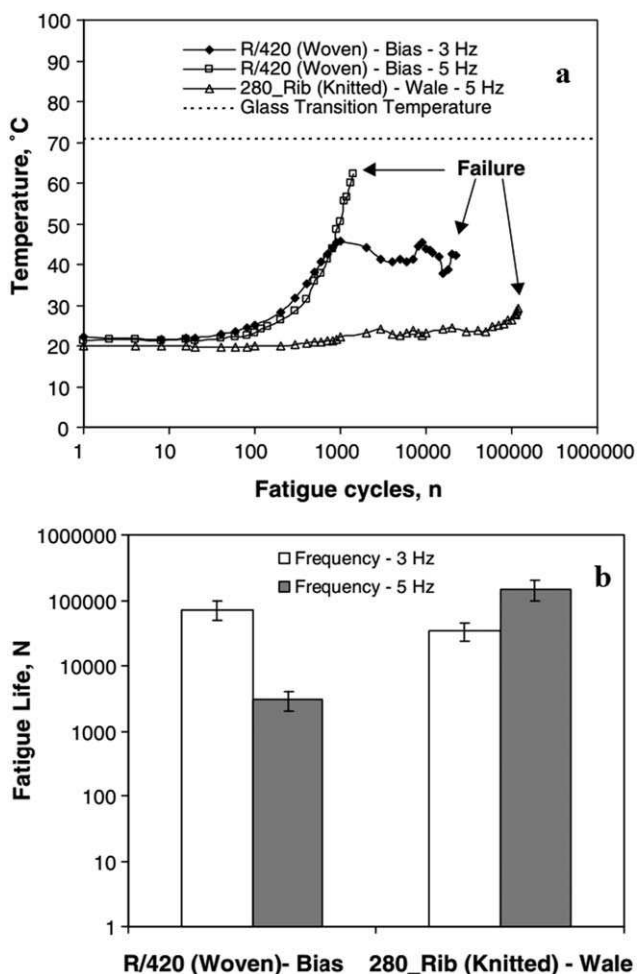 100
90
80
70
60
50
40
30
20
10
0
Temperature, ˚C
R/420 (Woven) - Bias - 3 Hz
R/420 (Woven) - Bias - 5 Hz
280_Rib (Knitted) - Wale - 5 Hz
Glass Transition Temperature
a
Failure
1 10 100 1000 10000 100000 1000000
Fatigue cycles, n
1000000
100000
10000
1000
100
10
1
Fatigue Life, N
Frequency - 3 Hz
Frequency - 5 Hz
b
R/420 (Woven)- Bias 280_Rib (Knitted) - Wale